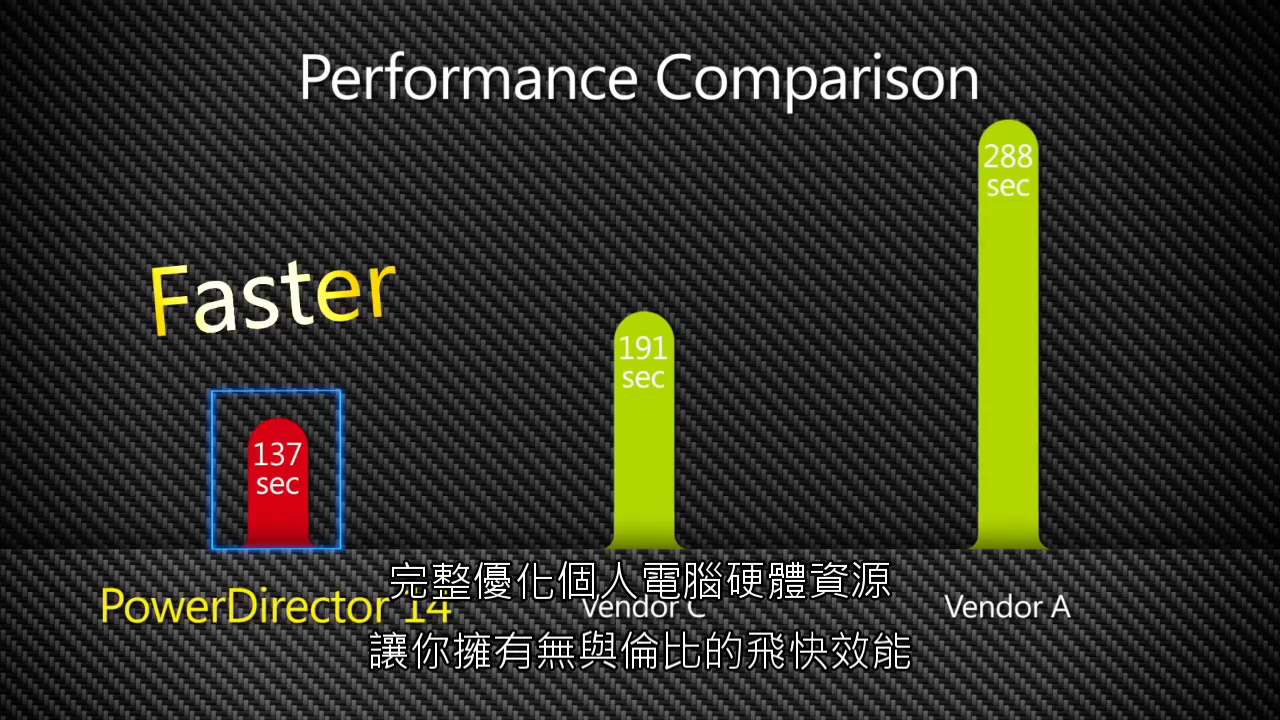 Performance Comparison
288
sec
Faster
191
sec
137
sec
PowerDirector 14
Vendor C
Vendor A
完整優化個人電腦硬體資源
讓你擁有無與倫比的飛快效能